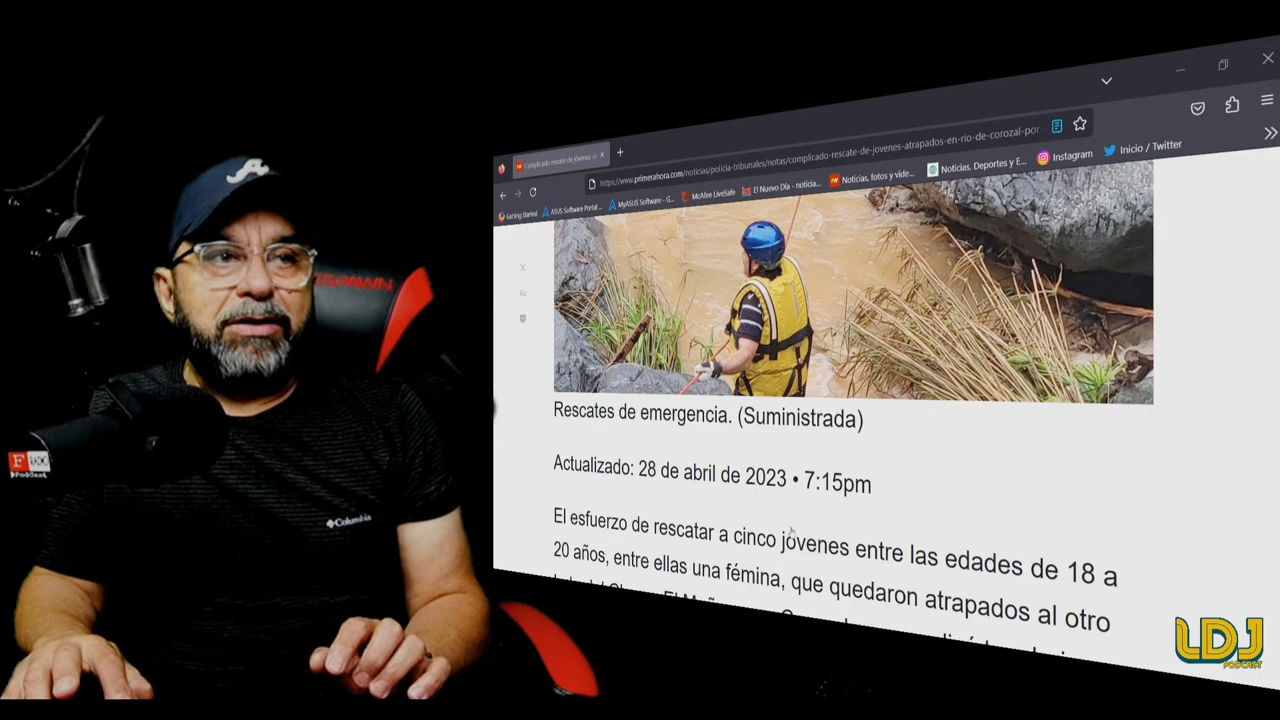 Complicado rescate de jóvenes at
https://www.primerahora.com/noticias/policia-tribunales/notas/complicado-rescate-de-jovenes-atrapados-en-rio-de-corozal-por-
Getting Started
ASUS Software Portal ...
MyASUS Software - G...
McAfee LiveSafe
El Nuevo Día - noticia...
Noticias, fotos y vide...
Noticias, Deportes y E...
Instagram
Inicio / Twitter
Rescates de emergencia. (Suministrada)
Actualizado: 28 de abril de 2023 • 7:15pm
El esfuerzo de rescatar a cinco jóvenes entre las edades de 18 a
20 años, entre ellas una fémina, que quedaron atrapados al otro
Columbia
F RADIO
PODCast
LDJ
PODCAST